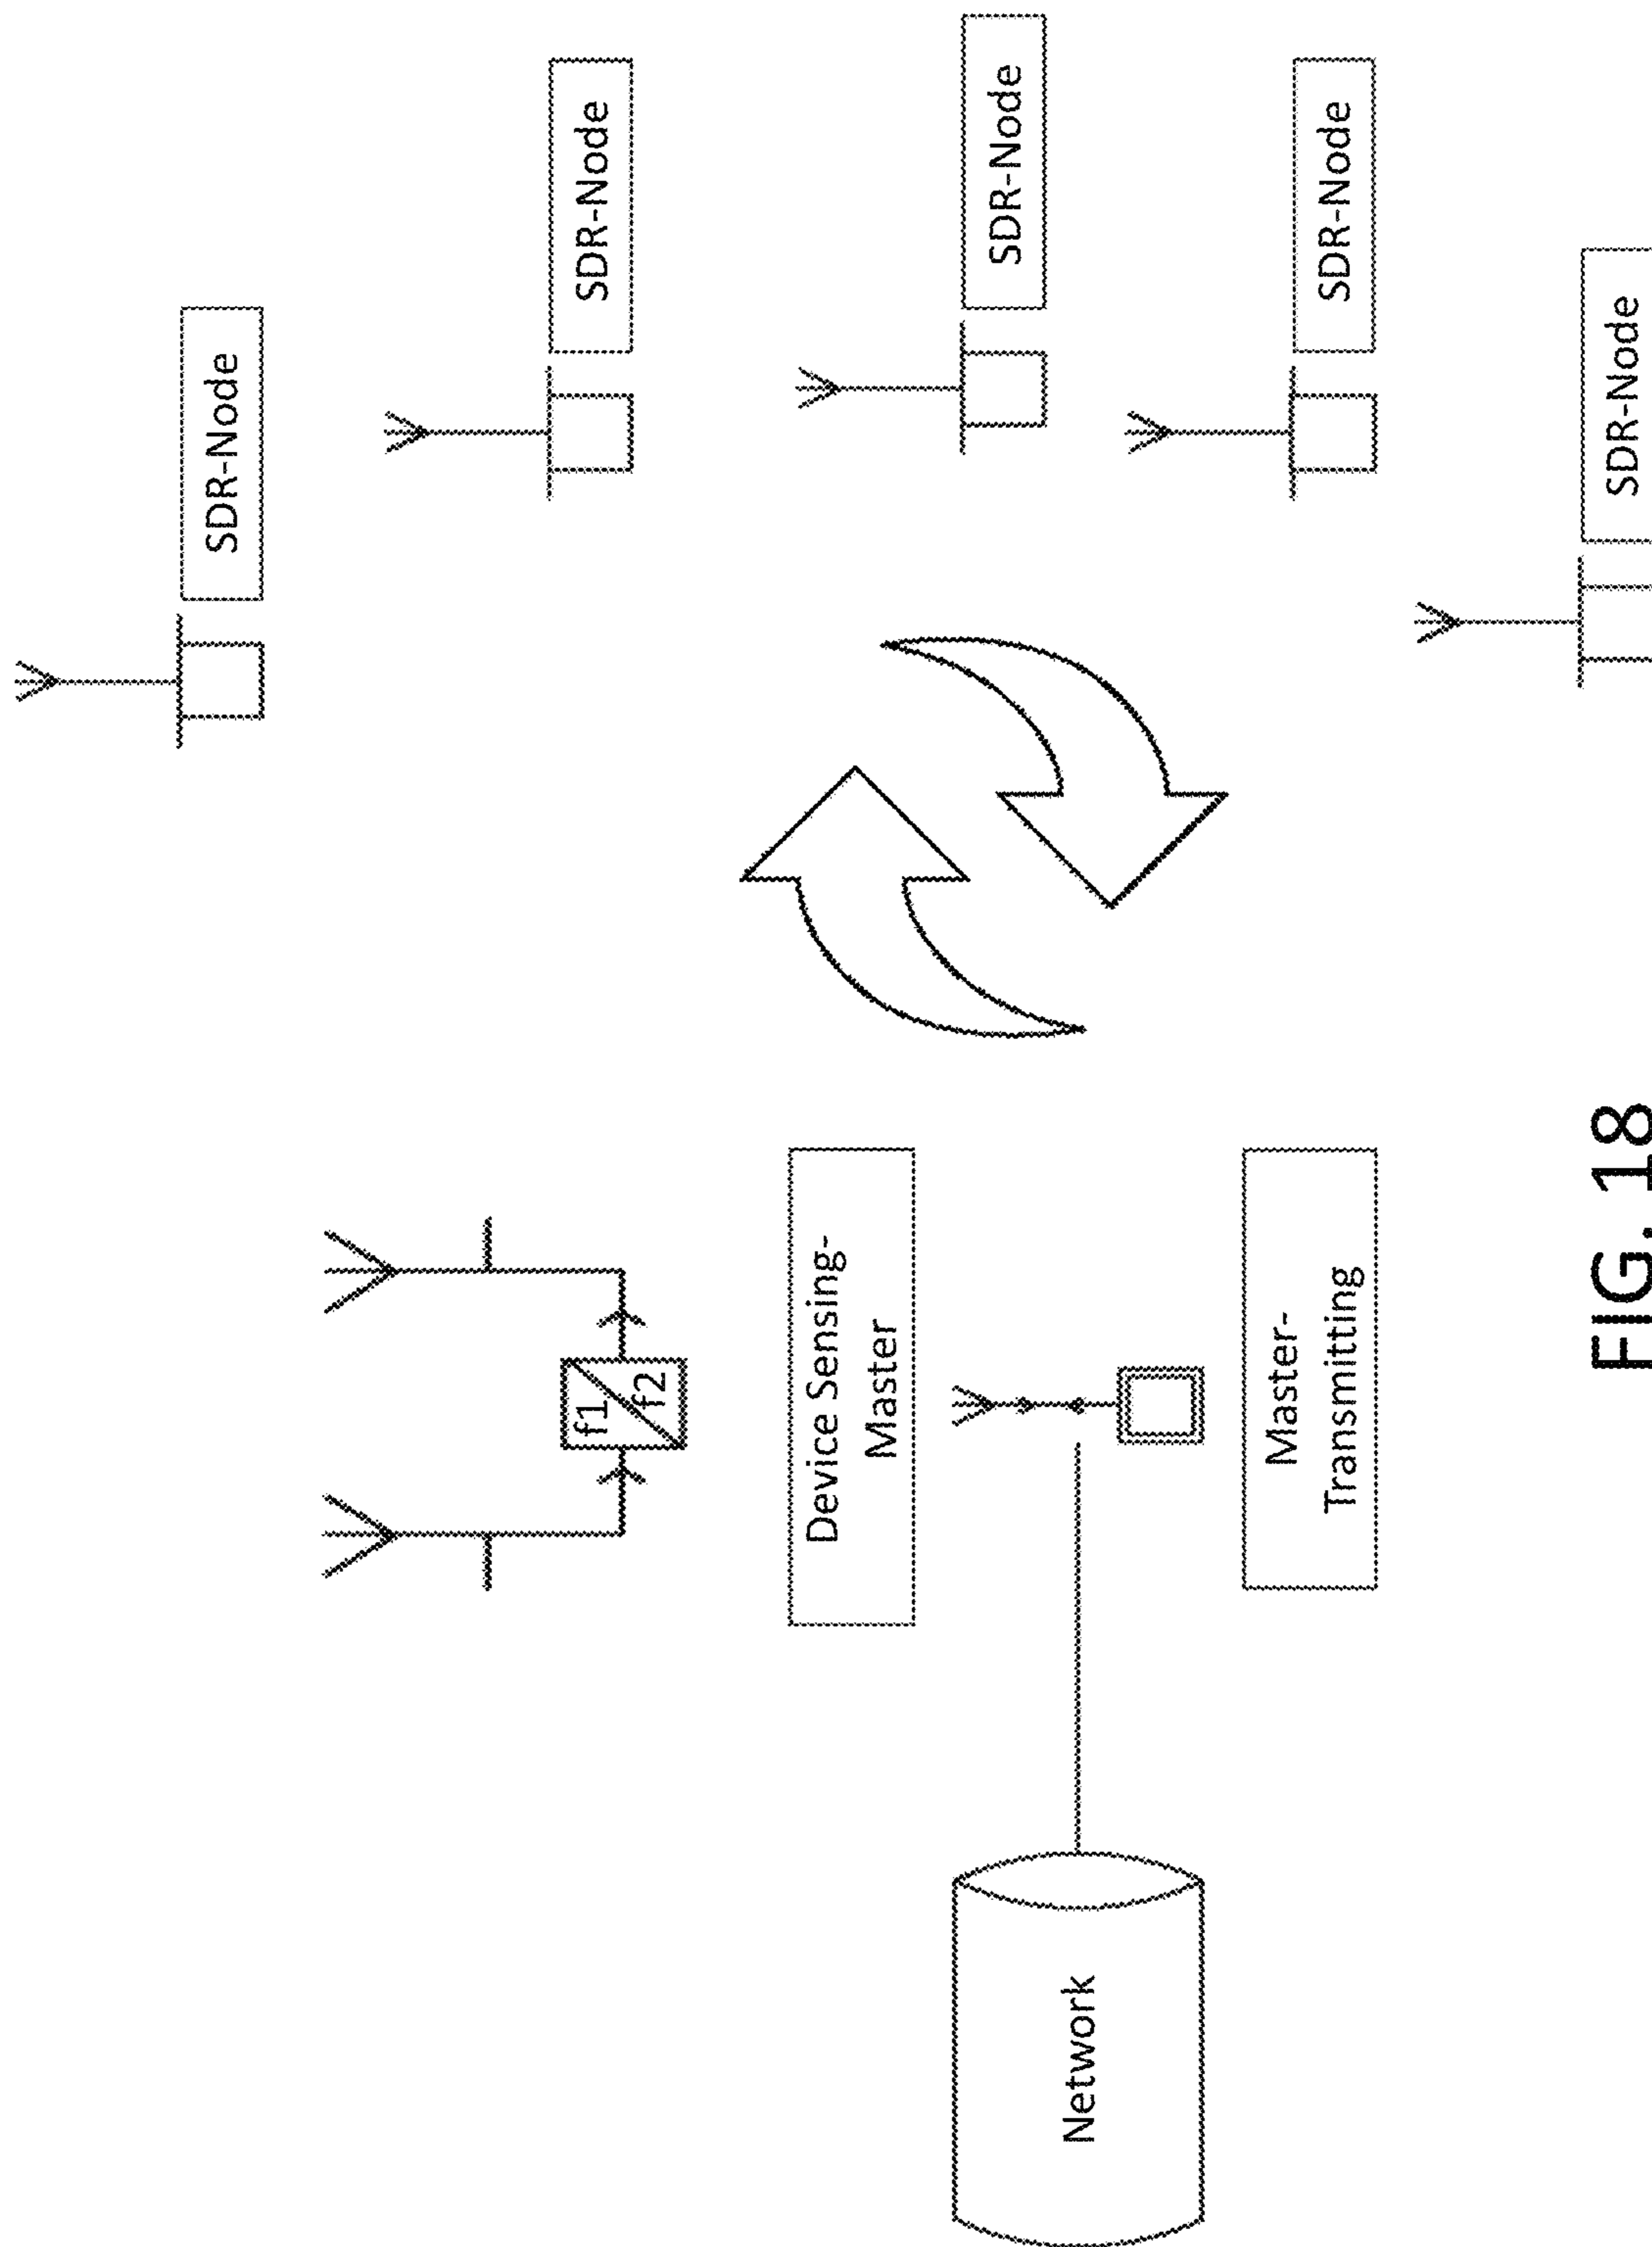 SDR-Node
f1
f2
SDR-Node
Device Sensing-
Master
SDR-Node
Network
Master-
Transmiting
SDR-Node
SDR-Node
FIG. 18